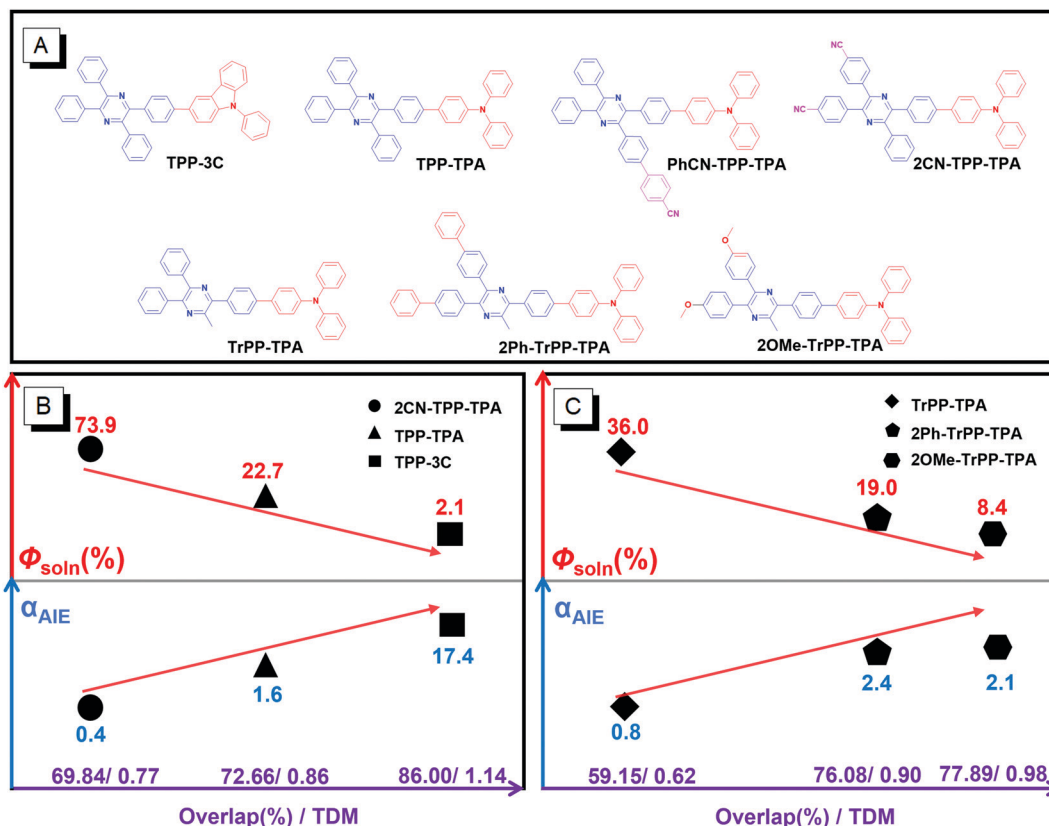 A
NC
NC
N
N
N
N
N
N
N
N
N
N
N
N
CN
TPP-3C
TPP-TPA
PhCN-TPP-TPA
2CN-TPP-TPA
O
O
N
N
N
N
N
N
N
N
N
TrPP-TPA
2Ph-TrPP-TPA
2OMe-TrPP-TPA
B
73.9
22.7
2.1
2CN-TPP-TPA
TPP-TPA
TPP-3C
Φsoln(%)
αAIE
0.4
1.6
17.4
69.84/ 0.77
72.66/ 0.86
86.00/ 1.14
Overlap(%) / TDM
C
36.0
19.0
8.4
TrPP-TPA
2Ph-TrPP-TPA
2OMe-TrPP-TPA
Φsoln(%)
αAIE
0.8
2.4
2.1
59.15/ 0.62
76.08/ 0.90
77.89/ 0.98
Overlap(%) / TDM